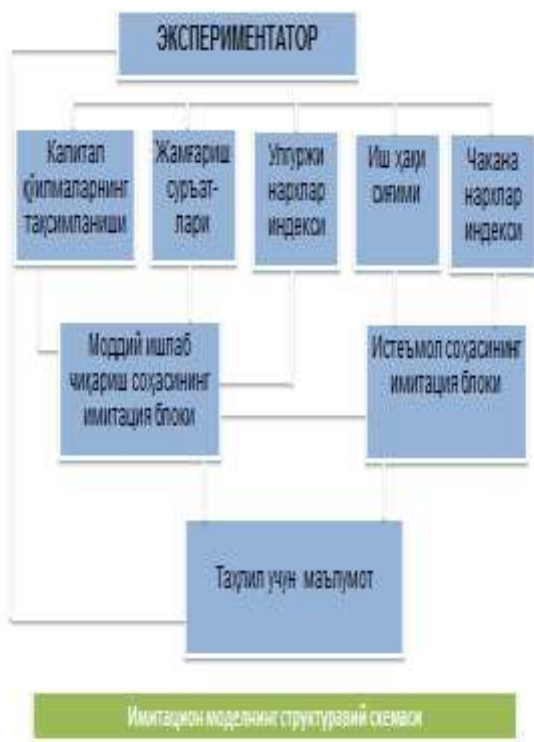 ЭКСПЕРИМЕНТАТОР
Капитал
қўйилмаларнинг
тақсимланиши
Жамғариш
суръат-
лари
Улгуржи
нархлар
индекси
Иш ҳақи
сиғими
Чакана
нархлар
индекси
Моддий ишлаб
чиқариш соҳасининг
имитация блоки
Истеъмол соҳасининг
имитация блоки
Таҳлил учун маълумот
Имитацион моделнинг структуравий схемаси